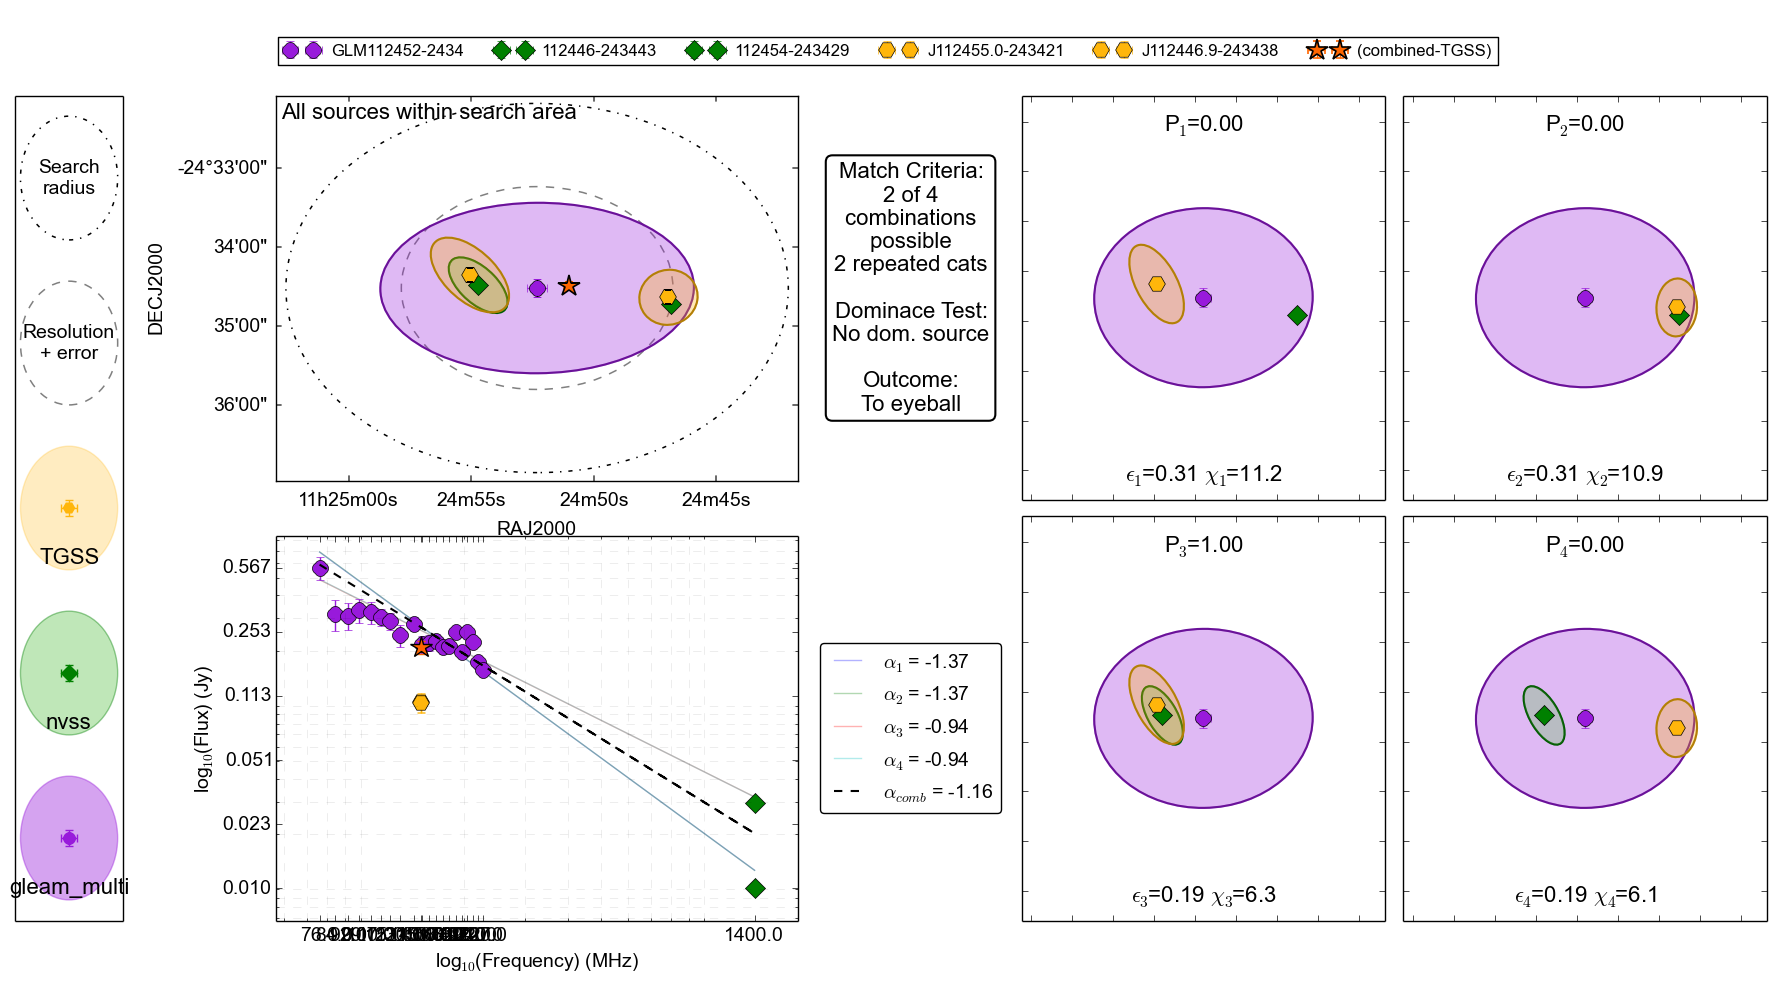 GLM112452-2434 112446-243443 112454-243429 J112455.0-243421 J112446.9-243438 (combined-TGSS)
Search
radius
Resolution
+ error
TGSS
nvss
gleam_multi
All sources within search area
DECJ2000
-24°33'00"
34'00"
35'00"
36'00"
11h25m00s 24m55s 24m50s 24m45s
RAJ2000
Match Criteria:
2 of 4
combinations
possible
2 repeated cats
Dominace Test:
No dom. source
Outcome:
To eyeball
P1=0.00
ϵ1=0.31 χ1=11.2
P2=0.00
ϵ2=0.31 χ2=10.9
log10(Flux) (Jy)
0.567
0.253
0.113
0.051
0.023
0.010
1400.0
log10(Frequency) (MHz)
α1 = -1.37
α2 = -1.37
α3 = -0.94
α4 = -0.94
αcomb = -1.16
P3=1.00
ϵ3=0.19 χ3=6.3
P4=0.00
ϵ4=0.19 χ4=6.1